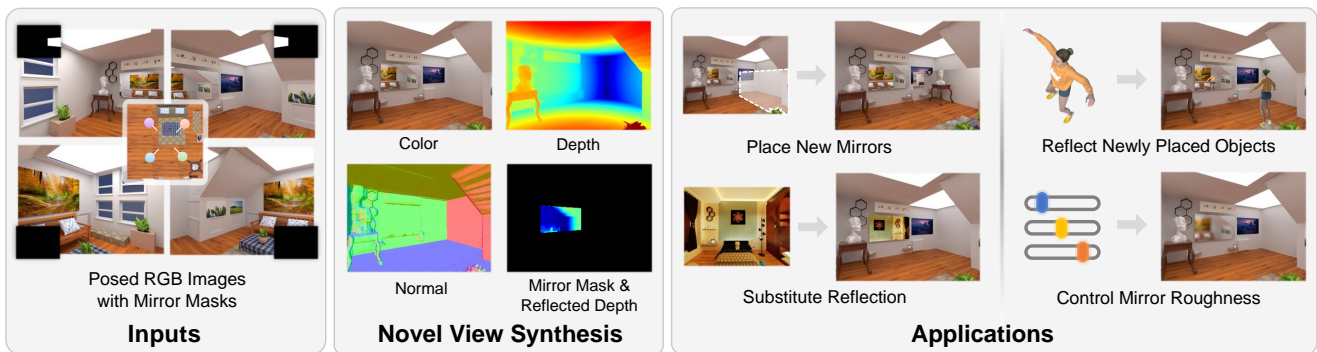 Posed RGB Images
with Mirror Masks
Inputs
Color
Depth
Normal
Mirror Mask &
Reflected Depth
Novel View Synthesis
Place New Mirrors
Reflect Newly Placed Objects
Substitute Reflection
Control Mirror Roughness
Applications